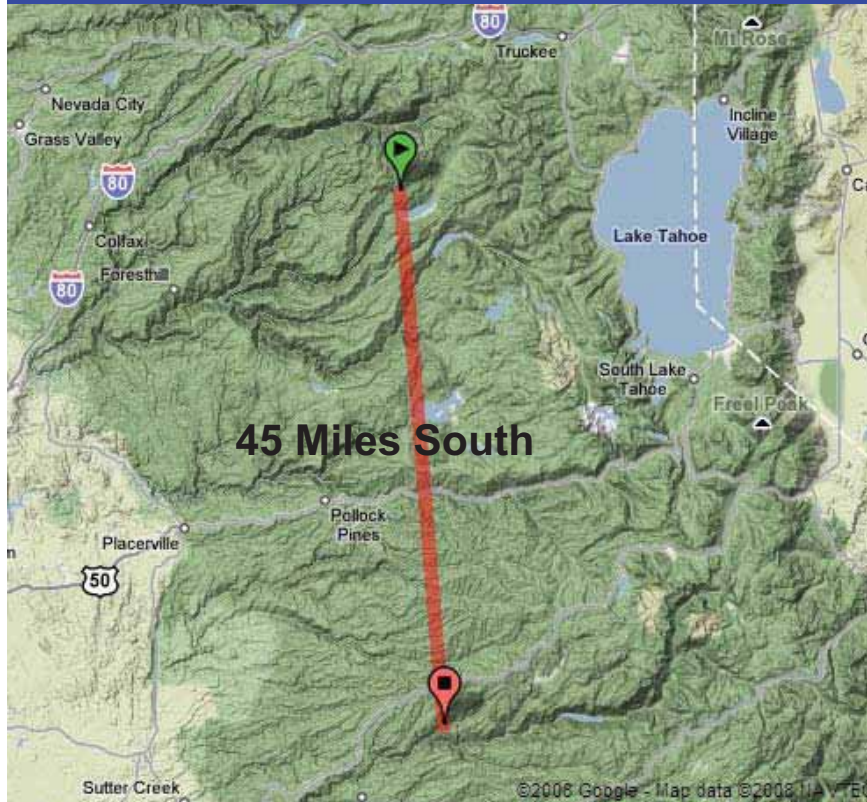 80
Truckee
Mt Rose
Nevada City
Grass Valley
Incline
Village
80
Lake Tahoe
Colfax
Foresthill
80
South Lake
Tahoe
Freel Peak
45 Miles South
Pollock
Pines
Placerville
50
Sutter Creek
©2008 Google - Map data ©2008 NAVTE